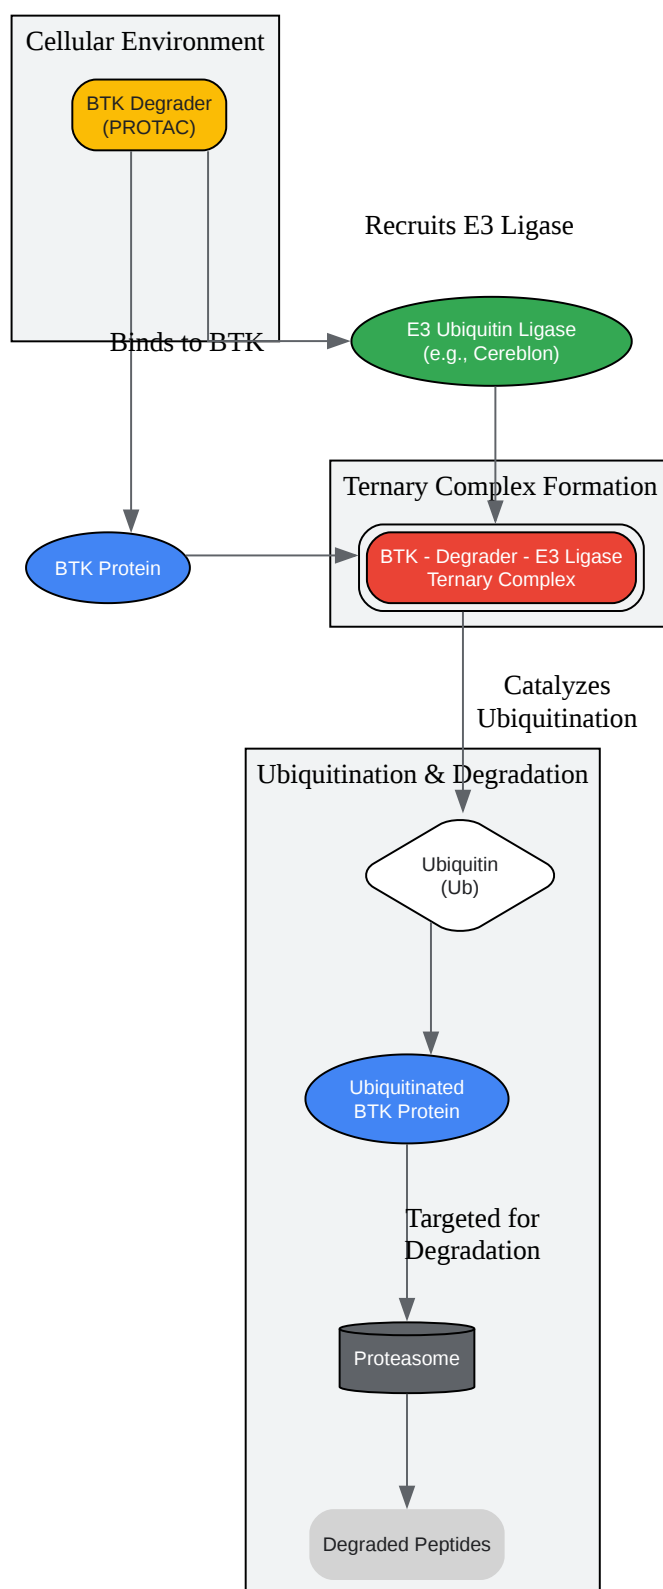 Cellular Environment
BTK Degrader
(PROTAC)
Recruits E3 Ligase
Binds to BTK
E3 Ubiquitin Ligase
(e.g., Cereblon)
Ternary Complex Formation
BTK Protein
BTK - Degrader - E3 Ligase
Ternary Complex
Catalyzes
Ubiquitination
Ubiquitination & Degradation
Ubiquitin
(Ub)
Ubiquitinated
BTK Protein
Targeted for
Degradation
Proteasome
Degraded Peptides